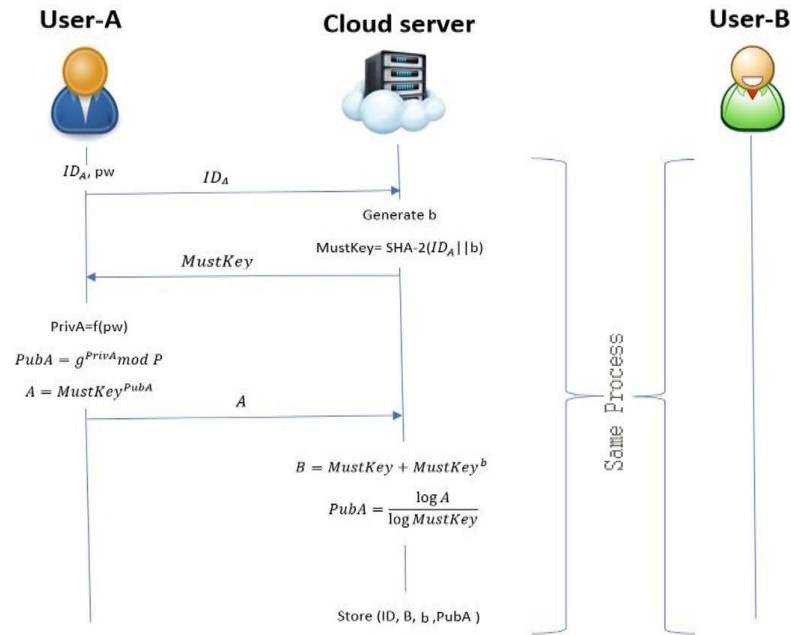 User-A
Cloud server
User-B
ID_A, pw
ID_A
Generate b
MustKey= SHA-2(ID_A||b)
MustKey
PrivA=f(pw)
PubA = g^PrivA mod P
A = MustKey^PubA
A
Same Process
B = MustKey + MustKey^b
PubA = log A / log MustKey
Store (ID, B, b ,PubA )